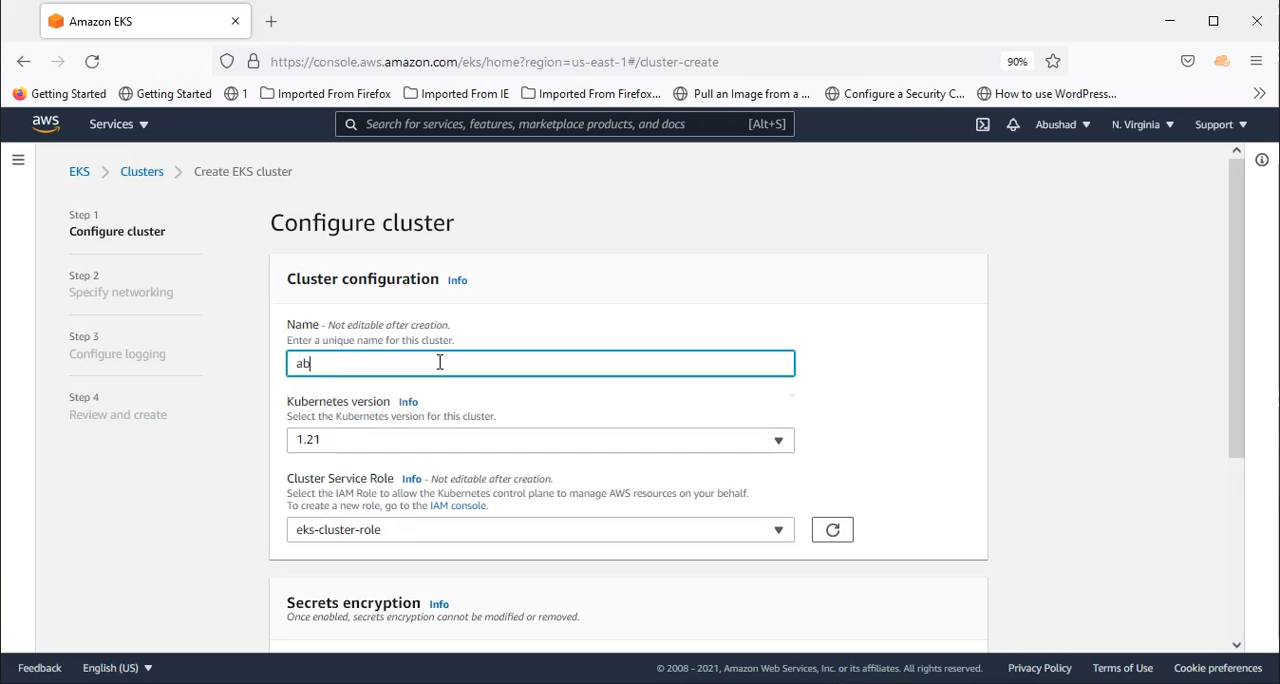 Amazon EKS
https://console.aws.amazon.com/eks/home?region=us-east-1#/cluster-create
90%
Getting Started
Getting Started
1
Imported From Firefox
Imported From IE
Imported From Firefox...
Pull an Image from a ...
Configure a Security C...
How to use WordPress...
aws
Services
Search for services, features, marketplace products, and docs
[Alt+S]
Abushad
N. Virginia
Support
EKS
Clusters
Create EKS cluster
Step 1
Configure cluster
Step 2
Specify networking
Step 3
Configure logging
Step 4
Review and create
Configure cluster
Cluster configuration Info
Name - Not editable after creation.
Enter a unique name for this cluster.
ab
Kubernetes version Info
Select the Kubernetes version for this cluster.
1.21
Cluster Service Role Info - Not editable after creation.
Select the IAM Role to allow the Kubernetes control plane to manage AWS resources on your behalf.
To create a new role, go to the IAM console.
eks-cluster-role
Secrets encryption Info
Once enabled, secrets encryption cannot be modified or removed.
Feedback
English (US)
© 2008 - 2021, Amazon Web Services, Inc. or its affiliates. All rights reserved.
Privacy Policy
Terms of Use
Cookie preferences